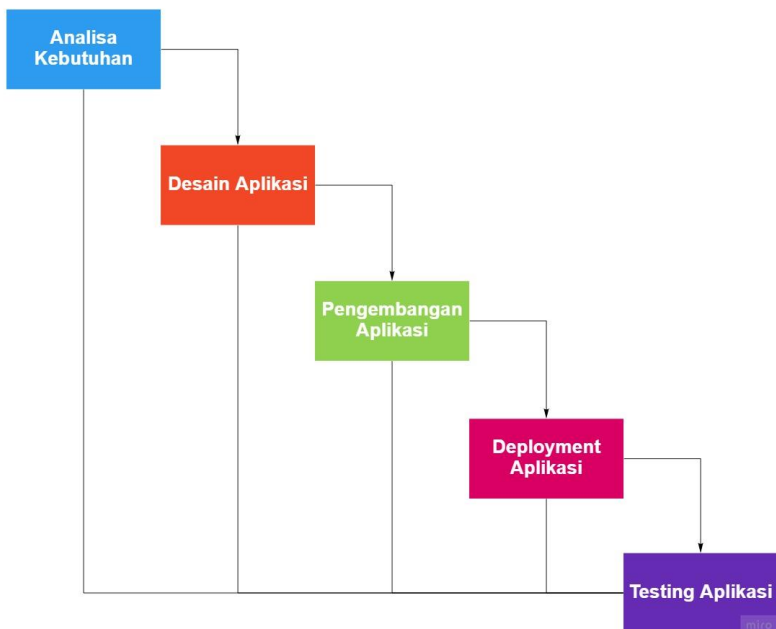 Analisa
Kebutuhan
Desain Aplikasi
Pengembangan
Aplikasi
Deployment
Aplikasi
Testing Aplikasi
miro